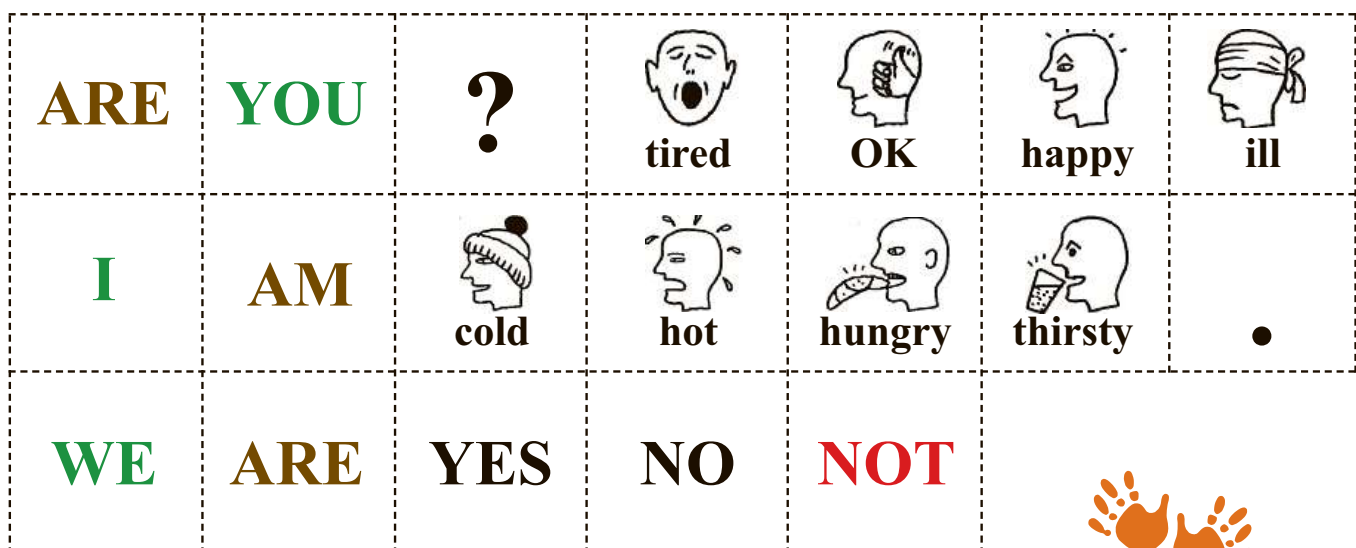 ARE YOU ? tired OK happy ill
I AM cold hot hungry thirsty .
WE ARE YES NO NOT